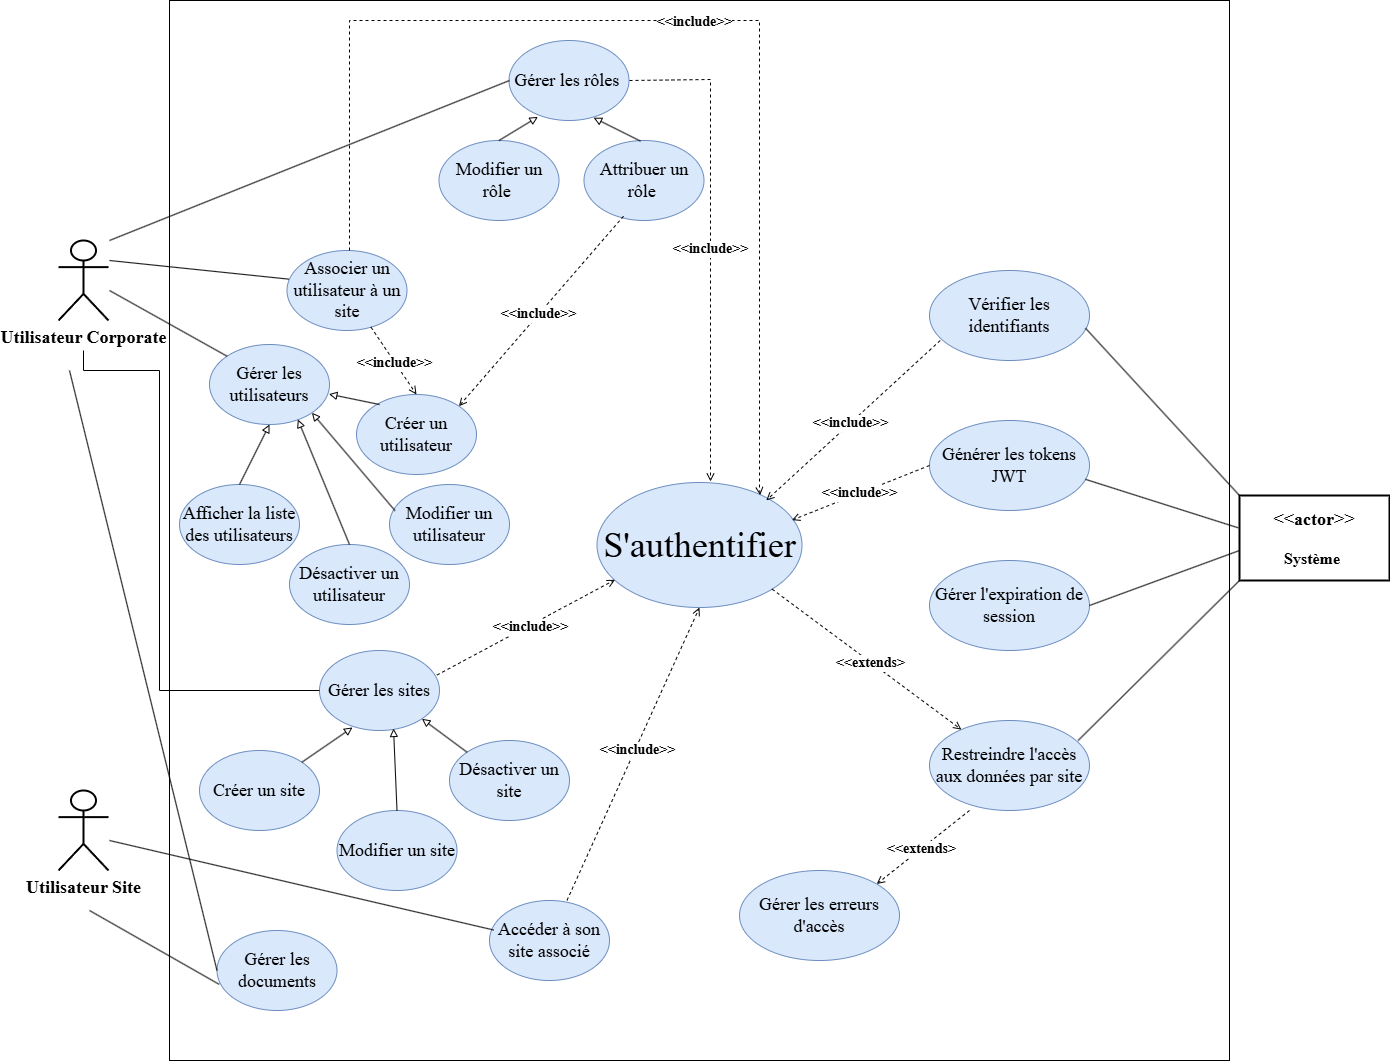 <<include>>
Gérer les rôles
Modifier un
rôle
Attribuer un
rôle
<<include>>
Associer un
utilisateur à un
site
<<include>>
Utilisateur Corporate
<<include>>
Gérer les
utilisateurs
Créer un
utilisateur
Vérifier les
identifiants
<<include>>
Générer les tokens
JWT
<<include>>
Afficher la liste
des utilisateurs
Modifier un
utilisateur
Désactiver un
utilisateur
S'authentifier
<<actor>>
Système
Gérer l'expiration de
session
<<include>>
<<extends>
Gérer les sites
<<include>>
Restreindre l'accès
aux données par site
Créer un site
Désactiver un
site
Modifier un site
<<extends>
Utilisateur Site
Gérer les erreurs
d'accès
Accéder à son
site associé
Gérer les
documents